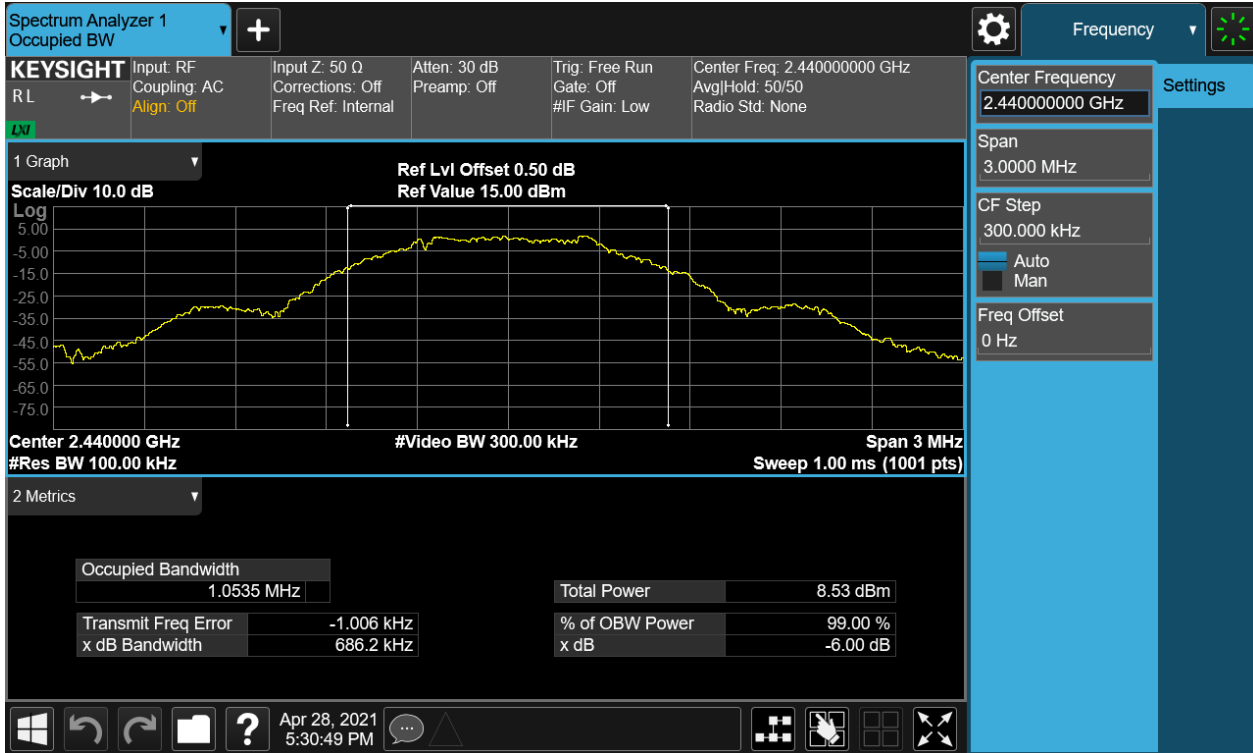 Spectrum Analyzer 1
Occupied BW
+
Frequency
KEYSIGHT
R L
LXI
Input: RF
Coupling: AC
Align: Off
Input Z: 50 Ω
Corrections: Off
Freq Ref: Internal
Atten: 30 dB
Preamp: Off
Trig: Free Run
Gate: Off
#IF Gain: Low
Center Freq: 2.440000000 GHz
Avg|Hold: 50/50
Radio Std: None
Center Frequency
2.440000000 GHz
Settings
Span
3.0000 MHz
CF Step
300.000 kHz
Auto
Man
Freq Offset
0 Hz
1 Graph
Scale/Div 10.0 dB
Ref Lvl Offset 0.50 dB
Ref Value 15.00 dBm
Log
5.00
-5.00
-15.0
-25.0
-35.0
-45.0
-55.0
-65.0
-75.0
Center 2.440000 GHz
#Video BW 300.00 kHz
Span 3 MHz
#Res BW 100.00 kHz
Sweep 1.00 ms (1001 pts)
2 Metrics
Occupied Bandwidth
1.0535 MHz
Total Power 8.53 dBm
Transmit Freq Error -1.006 kHz
% of OBW Power 99.00 %
x dB Bandwidth 686.2 kHz
x dB -6.00 dB
?
Apr 28, 2021
5:30:49 PM